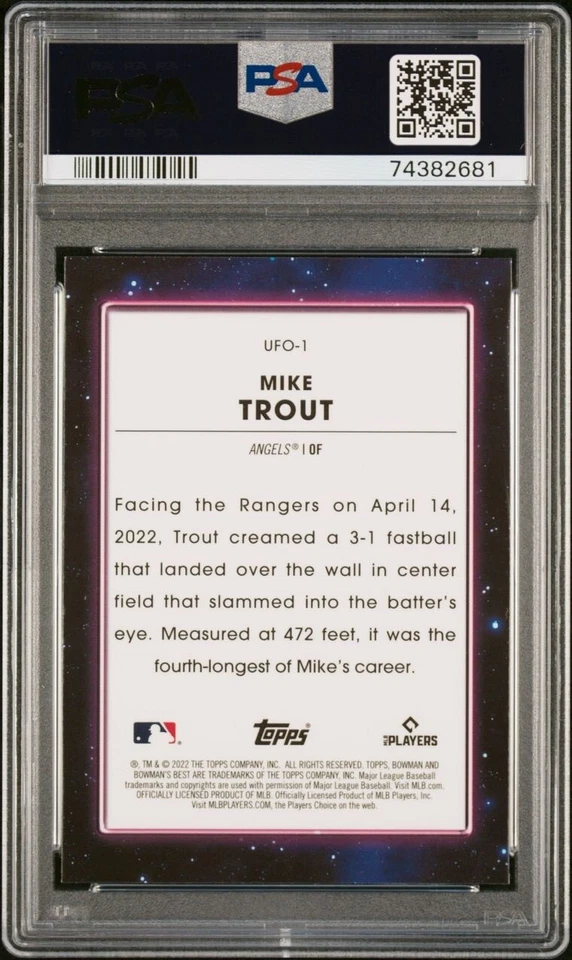 PSA
PSA
74382681
UFO-1
MIKE
TROUT
ANGELS® | OF
Facing the Rangers on April 14,
2022, Trout creamed a 3-1 fastball
that landed over the wall in center
field that slammed into the batter's
eye. Measured at 472 feet, it was the
fourth-longest of Mike's career.
topps®
MLB PLAYERS
®, TM & © 2022 THE TOPPS COMPANY, INC. ALL RIGHTS RESERVED. TOPPS, BOWMAN AND
BOWMAN'S BEST ARE TRADEMARKS OF THE TOPPS COMPANY, INC. Major League Baseball
trademarks and copyrights are used with permission of Major League Baseball. Visit MLB.com.
OFFICIALLY LICENSED PRODUCT OF MLB. Officially Licensed Product of MLB Players, Inc.
Visit MLBPLAYERS.COM, the Players Choice on the web.
PSA